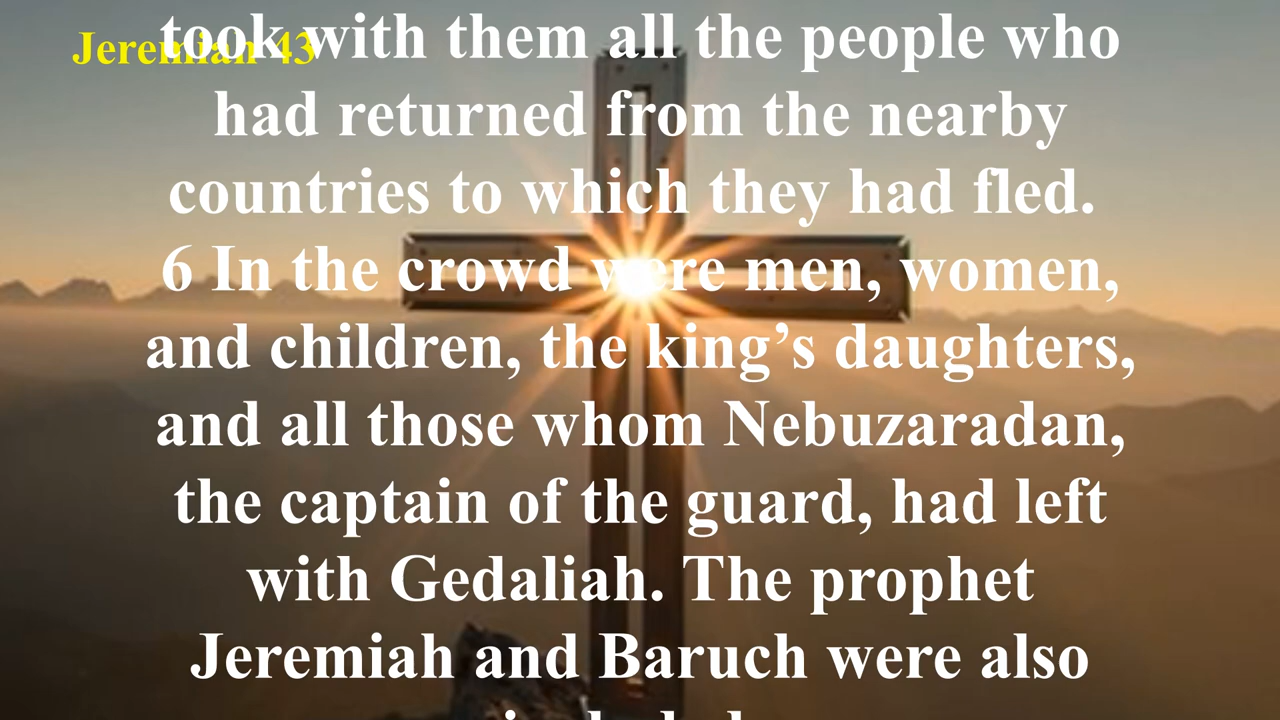 Jeremiah 43
took with them all the people who
had returned from the nearby
countries to which they had fled.
6 In the crowd were men, women,
and children, the king’s daughters,
and all those whom Nebuzaradan,
the captain of the guard, had left
with Gedaliah. The prophet
Jeremiah and Baruch were also